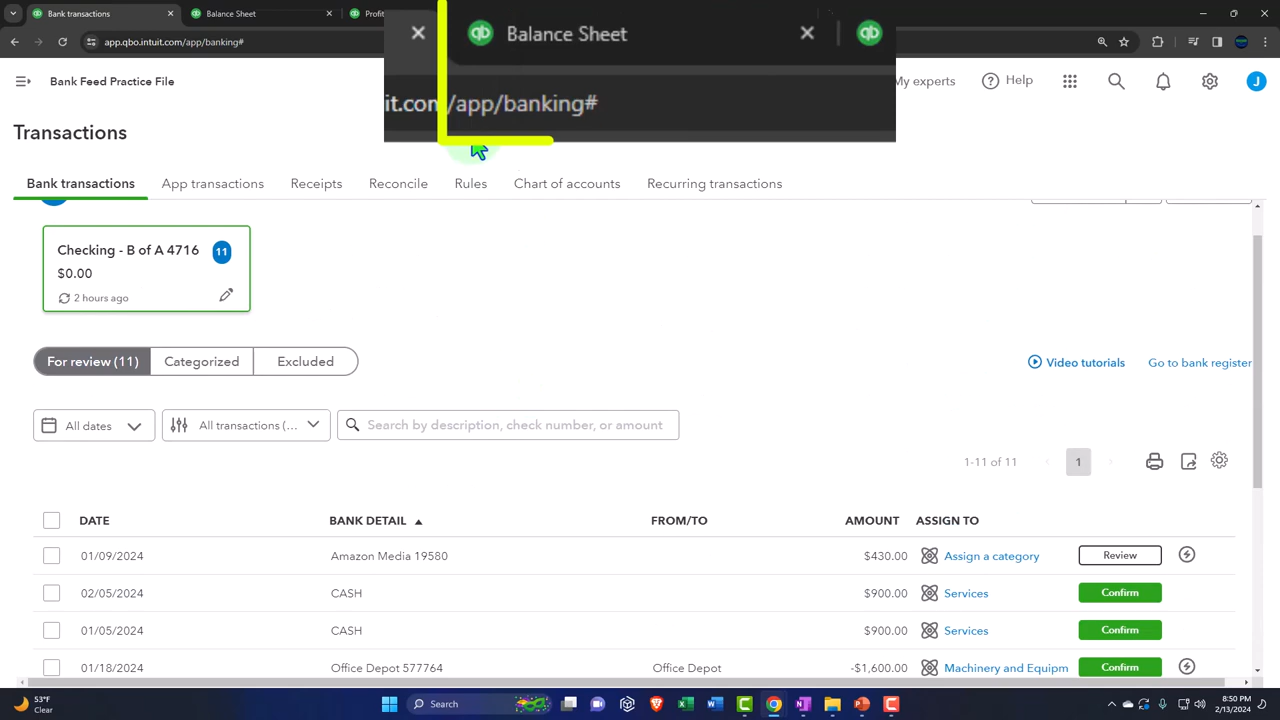 Bank transactions
Balance Sheet
Profi
app.qbo.intuit.com/app/banking#
Balance Sheet
it.com/app/banking#
Bank Feed Practice File
My experts
Help
J
Transactions
Bank transactions
App transactions
Receipts
Reconcile
Rules
Chart of accounts
Recurring transactions
Checking - B of A 4716
11
$0.00
2 hours ago
For review (11)
Categorized
Excluded
Video tutorials
Go to bank register
All dates
All transactions (...
Search by description, check number, or amount
1-11 of 11
1
DATE
BANK DETAIL
FROM/TO
AMOUNT
ASSIGN TO
01/09/2024
Amazon Media 19580
$430.00
Assign a category
Review
02/05/2024
CASH
$900.00
Services
Confirm
01/05/2024
CASH
$900.00
Services
Confirm
01/18/2024
Office Depot 577764
Office Depot
-$1,600.00
Machinery and Equipm
Confirm
53°F
Clear
Search
8:50 PM
2/13/2024